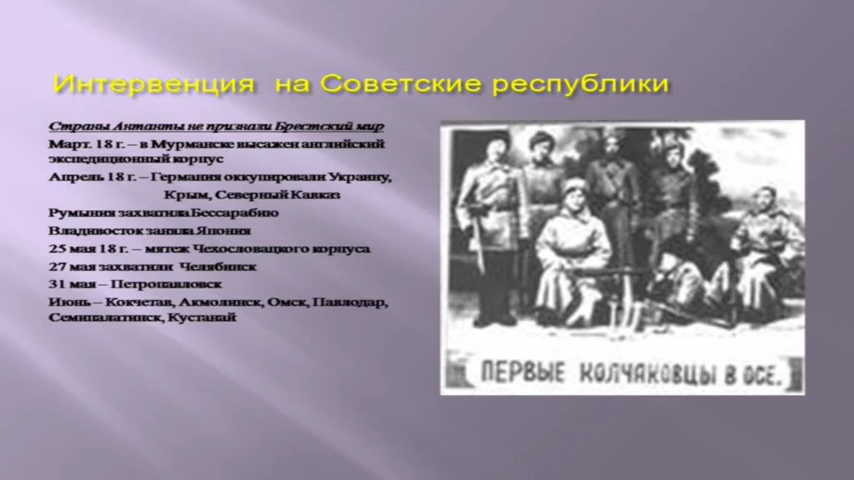 Интервенция на Советские республики
Страны Антанты не признали Брестский мир
Март. 18 г. – в Мурманске высажен английский
экспедиционный корпус
Апрель 18 г. – Германия оккупировали Украину,
Крым, Северный Кавказ
Румыния захватила Бессарабию
Владивосток заняла Япония
25 мая 18 г. – мятеж Чехословацкого корпуса
27 мая захватили Челябинск
31 мая – Петропавловск
Июнь – Кокчетав, Акмолинск, Омск, Павлодар,
Семипалатинск, Кустанай
ПЕРВЫЕ КОЛЧАКОВЦЫ В ОСЕ.